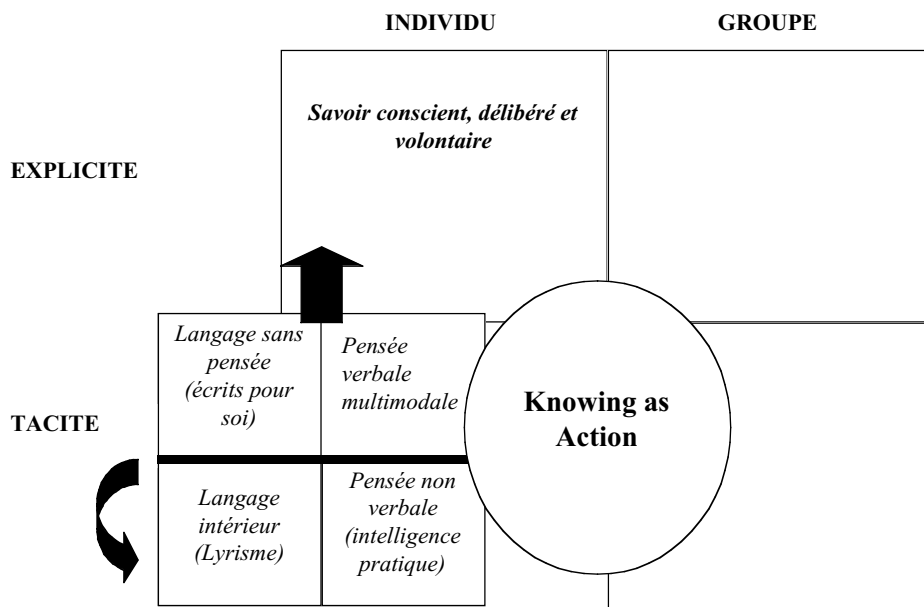 INDIVIDU
GROUPE
Savoir conscient, délibéré et
volontaire
EXPLICITE
Langage sans
pensée
(écrits pour
soi)
Pensée
verbale
multimodale
Knowing as
Action
TACITE
Langage
intérieur
(Lyrisme)
Pensée non
verbale
(intelligence
pratique)